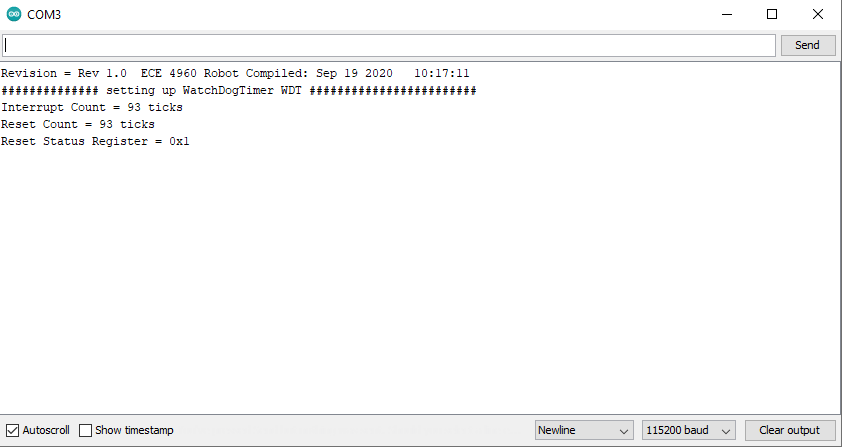 COM3
Send
Revision = Rev 1.0  ECE 4960 Robot Compiled: Sep 19 2020   10:17:11
############## setting up WatchDogTimer WDT ########################
Interrupt Count = 93 ticks
Reset Count = 93 ticks
Reset Status Register = 0x1
Autoscroll Show timestamp Newline 115200 baud Clear output